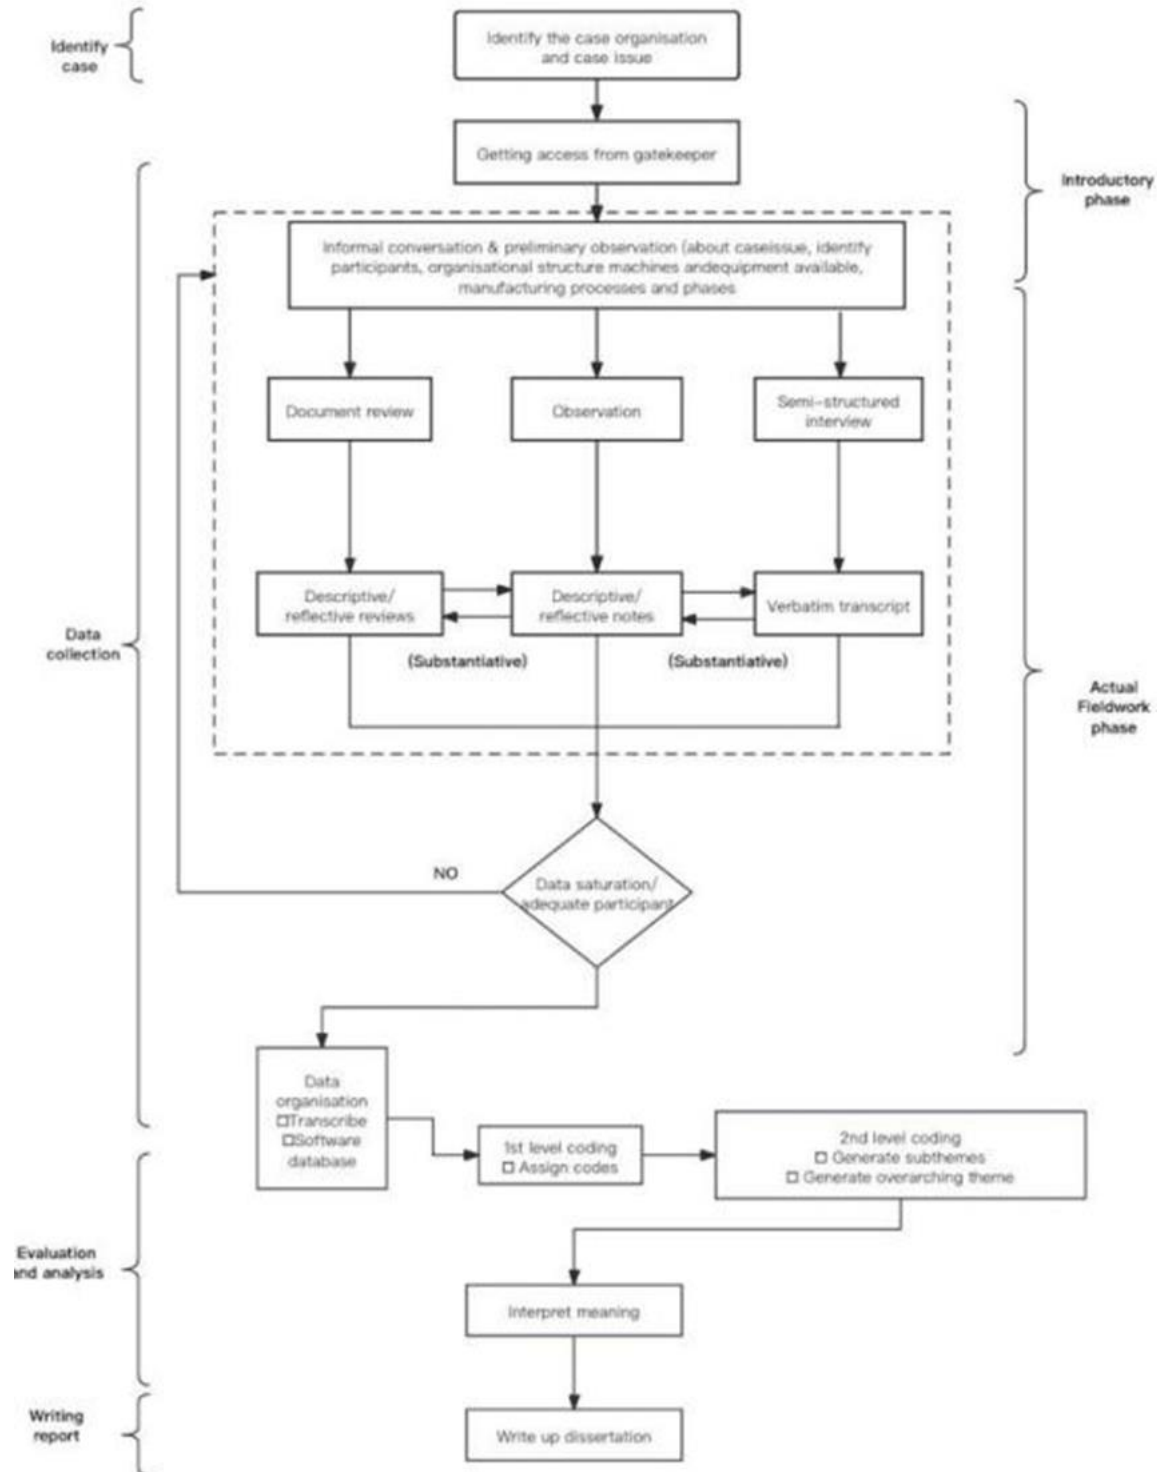 Identify
case
Identify the case organisation
and case issue
Getting access from gatekeeper
Introductory
phase
Informal conversation & preliminary observation (about caseissue, identify
participants, organisational structure machines andequipment available,
manufacturing processes and phases
Document review
Observation
Semi-structured
interview
Descriptive/
reflective reviews
Descriptive/
reflective notes
Verbatim transcript
(Substantiative)
(Substantiative)
Data
collection
Actual
Fieldwork
phase
NO
Data saturation/
adequate participant
Data
organisation
☐Transcribe
☐Software
database
1st level coding
☐ Assign codes
2nd level coding
☐ Generate subthemes
☐ Generate overarching theme
Evaluation
and analysis
Interpret meaning
Writing
report
Write up dissertation